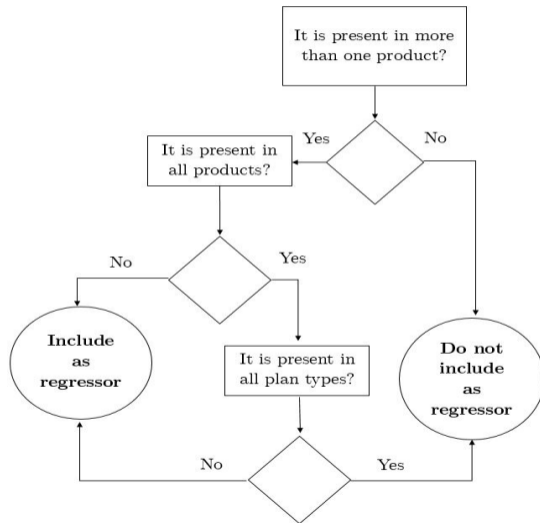 It is present in more
than one product?
Yes
No
It is present in
all products?
No
Yes
Include
as
regressor
It is present in
all plan types?
Do not
include
as
regressor
No
Yes